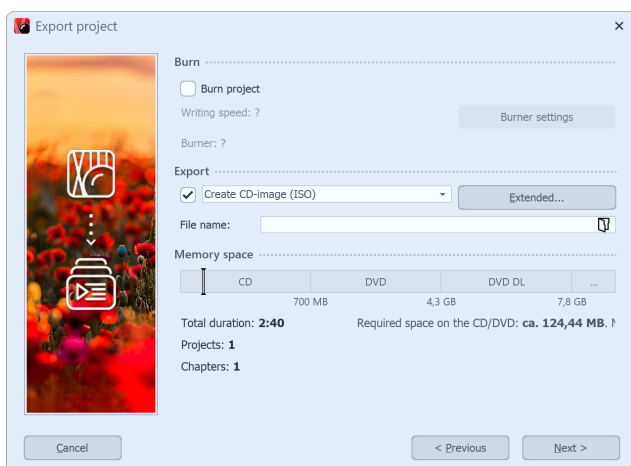 Export project
Burn
Burn project
Writing speed: ?
Burner settings
Burner: ?
Export
Create CD-image (ISO)
Extended...
File name:
Memory space
CD DVD DVD DL ...
700 MB 4,3 GB 7,8 GB
Total duration: 2:40 Required space on the CD/DVD: ca. 124,44 MB.
Projects: 1
Chapters: 1
Cancel < Previous Next >